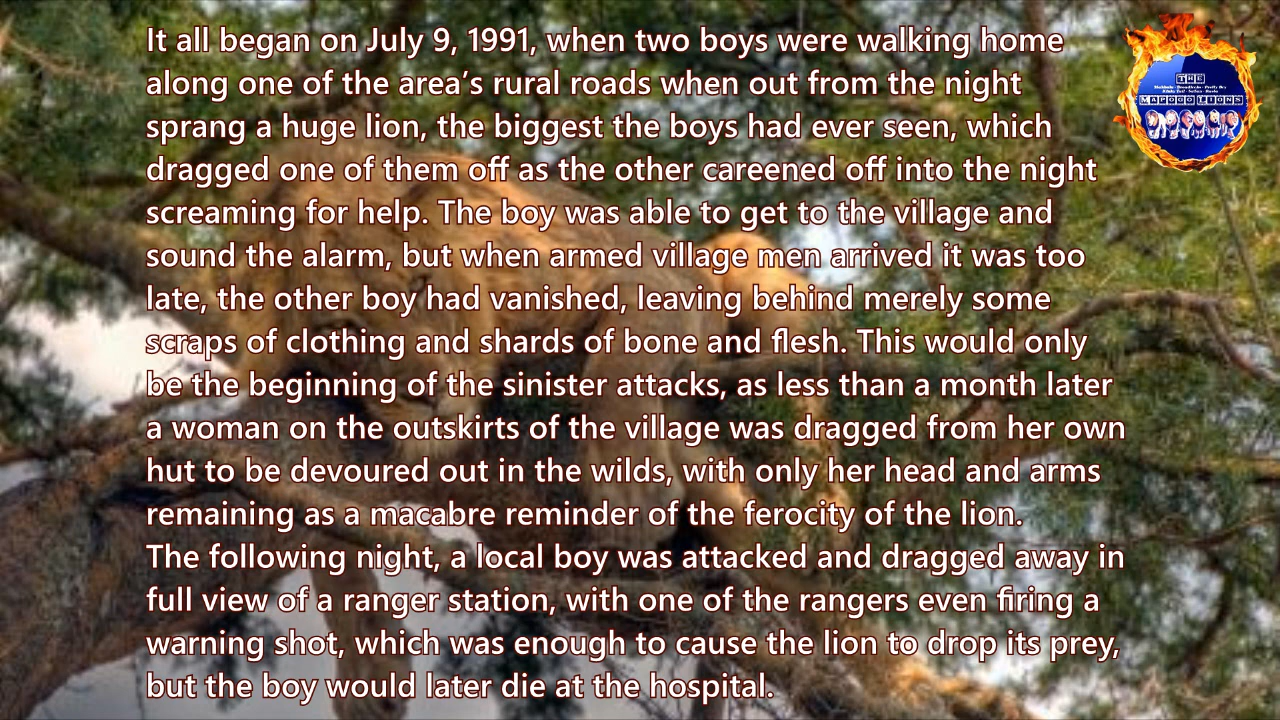 It all began on July 9, 1991, when two boys were walking home
along one of the area’s rural roads when out from the night
sprang a huge lion, the biggest the boys had ever seen, which
dragged one of them off as the other careened off into the night
screaming for help. The boy was able to get to the village and
sound the alarm, but when armed village men arrived it was too
late, the other boy had vanished, leaving behind merely some
scraps of clothing and shards of bone and flesh. This would only
be the beginning of the sinister attacks, as less than a month later
a woman on the outskirts of the village was dragged from her own
hut to be devoured out in the wilds, with only her head and arms
remaining as a macabre reminder of the ferocity of the lion.
The following night, a local boy was attacked and dragged away in
full view of a ranger station, with one of the rangers even firing a
warning shot, which was enough to cause the lion to drop its prey,
but the boy would later die at the hospital.
THE
MAPOGO LIONS